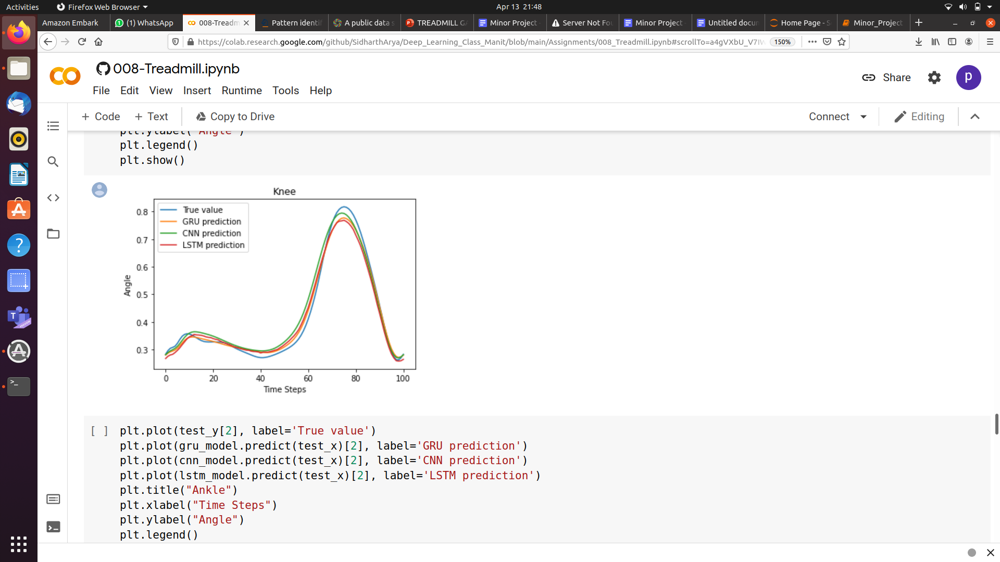 Activities
Firefox Web Browser
Apr 13 21:48
Amazon Embark
(1) WhatsApp
008-Treadm
Pattern identif
A public data s
TREADMILL GA
Minor Project -
Server Not Fou
Minor Project -
Untitled docum
Home Page - S
Minor_Project
https://colab.research.google.com/github/SidharthArya/Deep_Learning_Class_Manit/blob/main/Assignments/008_Treadmill.ipynb#scrollTo=a4gVXbU_V7IW
150%
008-Treadmill.ipynb
File Edit View Insert Runtime Tools Help
Share
p
+ Code + Text Copy to Drive
Connect
Editing
plt.ylabel("Angle")
plt.legend()
plt.show()
Knee
True value
GRU prediction
CNN prediction
LSTM prediction
0.8
0.7
0.6
0.5
0.4
0.3
Angle
0 20 40 60 80 100
Time Steps
[ ] plt.plot(test_y[2], label='True value')
plt.plot(gru_model.predict(test_x)[2], label='GRU prediction')
plt.plot(cnn_model.predict(test_x)[2], label='CNN prediction')
plt.plot(lstm_model.predict(test_x)[2], label='LSTM prediction')
plt.title("Ankle")
plt.xlabel("Time Steps")
plt.ylabel("Angle")
plt.legend()